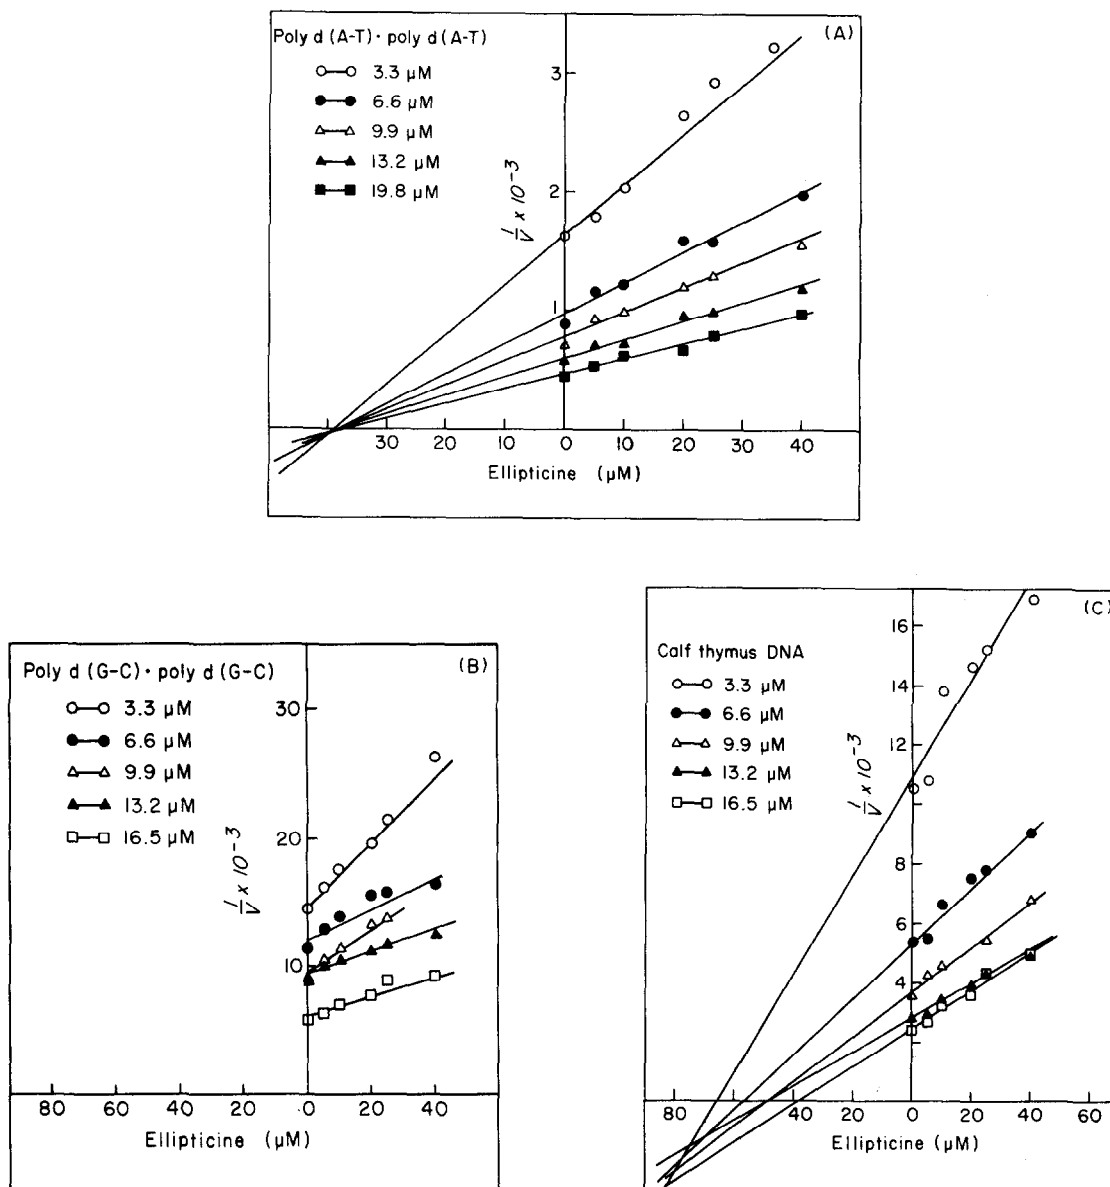 (A)
Poly d (A-T) · poly d (A-T)
3.3 µM
6.6 µM
9.9 µM
13.2 µM
19.8 µM
1/V x 10-3
3
2
1
30 20 10 0 10 20 30 40
Ellipticine (µM)
(B)
Poly d (G-C) · poly d (G-C)
3.3 µM
6.6 µM
9.9 µM
13.2 µM
16.5 µM
1/V x 10-3
30
20
10
80 60 40 20 0 20 40
Ellipticine (µM)
(C)
Calf thymus DNA
3.3 µM
6.6 µM
9.9 µM
13.2 µM
16.5 µM
1/V x 10-3
16
14
12
8
6
4
80 60 40 20 0 20 40 60
Ellipticine (µM)